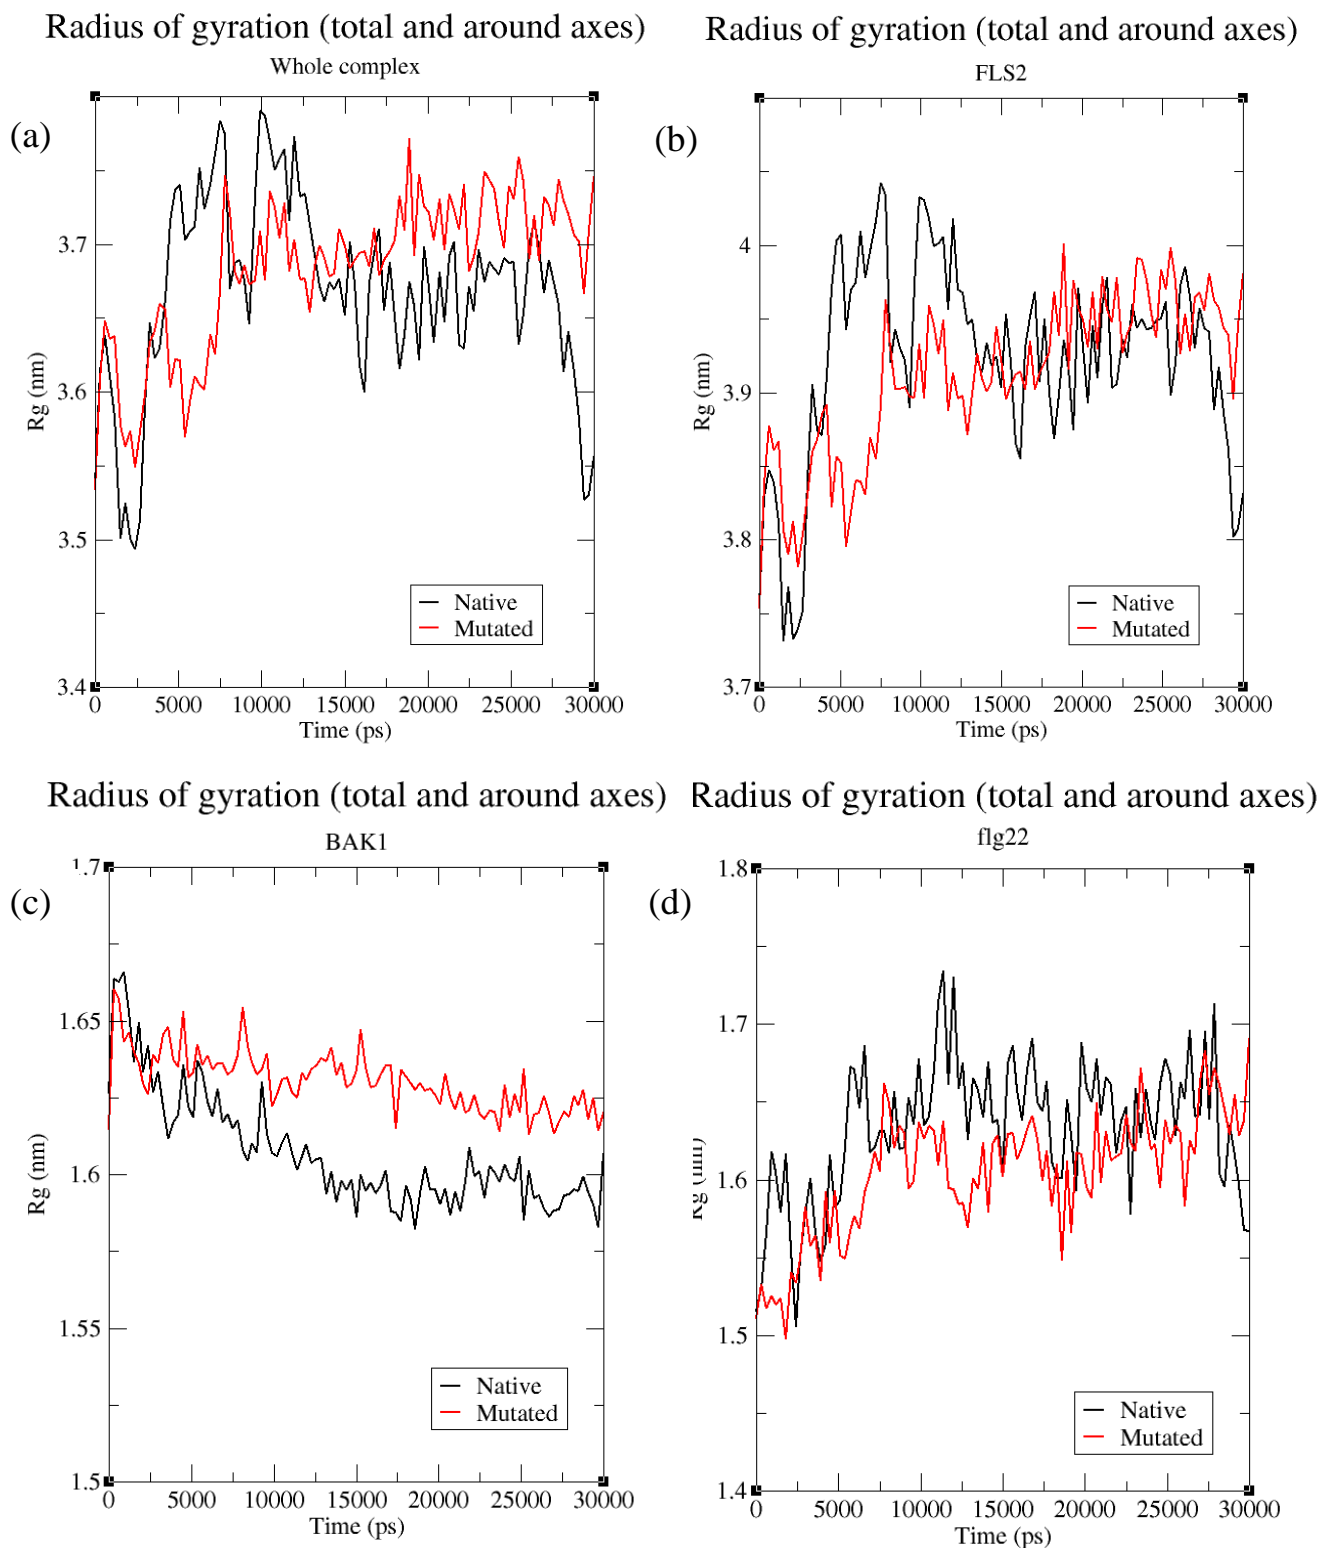 Radius of gyration (total and around axes)
Whole complex
(a)
3.7
3.6
3.5
3.4
Rg (nm)
0 5000 10000 15000 20000 25000 30000
Time (ps)
Native
Mutated
Radius of gyration (total and around axes)
FLS2
(b)
4
3.9
3.8
3.7
Rg (nm)
0 5000 10000 15000 20000 25000 30000
Time (ps)
Native
Mutated
Radius of gyration (total and around axes)
BAK1
(c)
1.7
1.65
1.6
1.55
1.5
Rg (nm)
0 5000 10000 15000 20000 25000 30000
Time (ps)
Native
Mutated
Radius of gyration (total and around axes)
flg22
(d)
1.8
1.7
1.6
1.5
1.4
Rg (nm)
0 5000 10000 15000 20000 25000 30000
Time (ps)
Native
Mutated